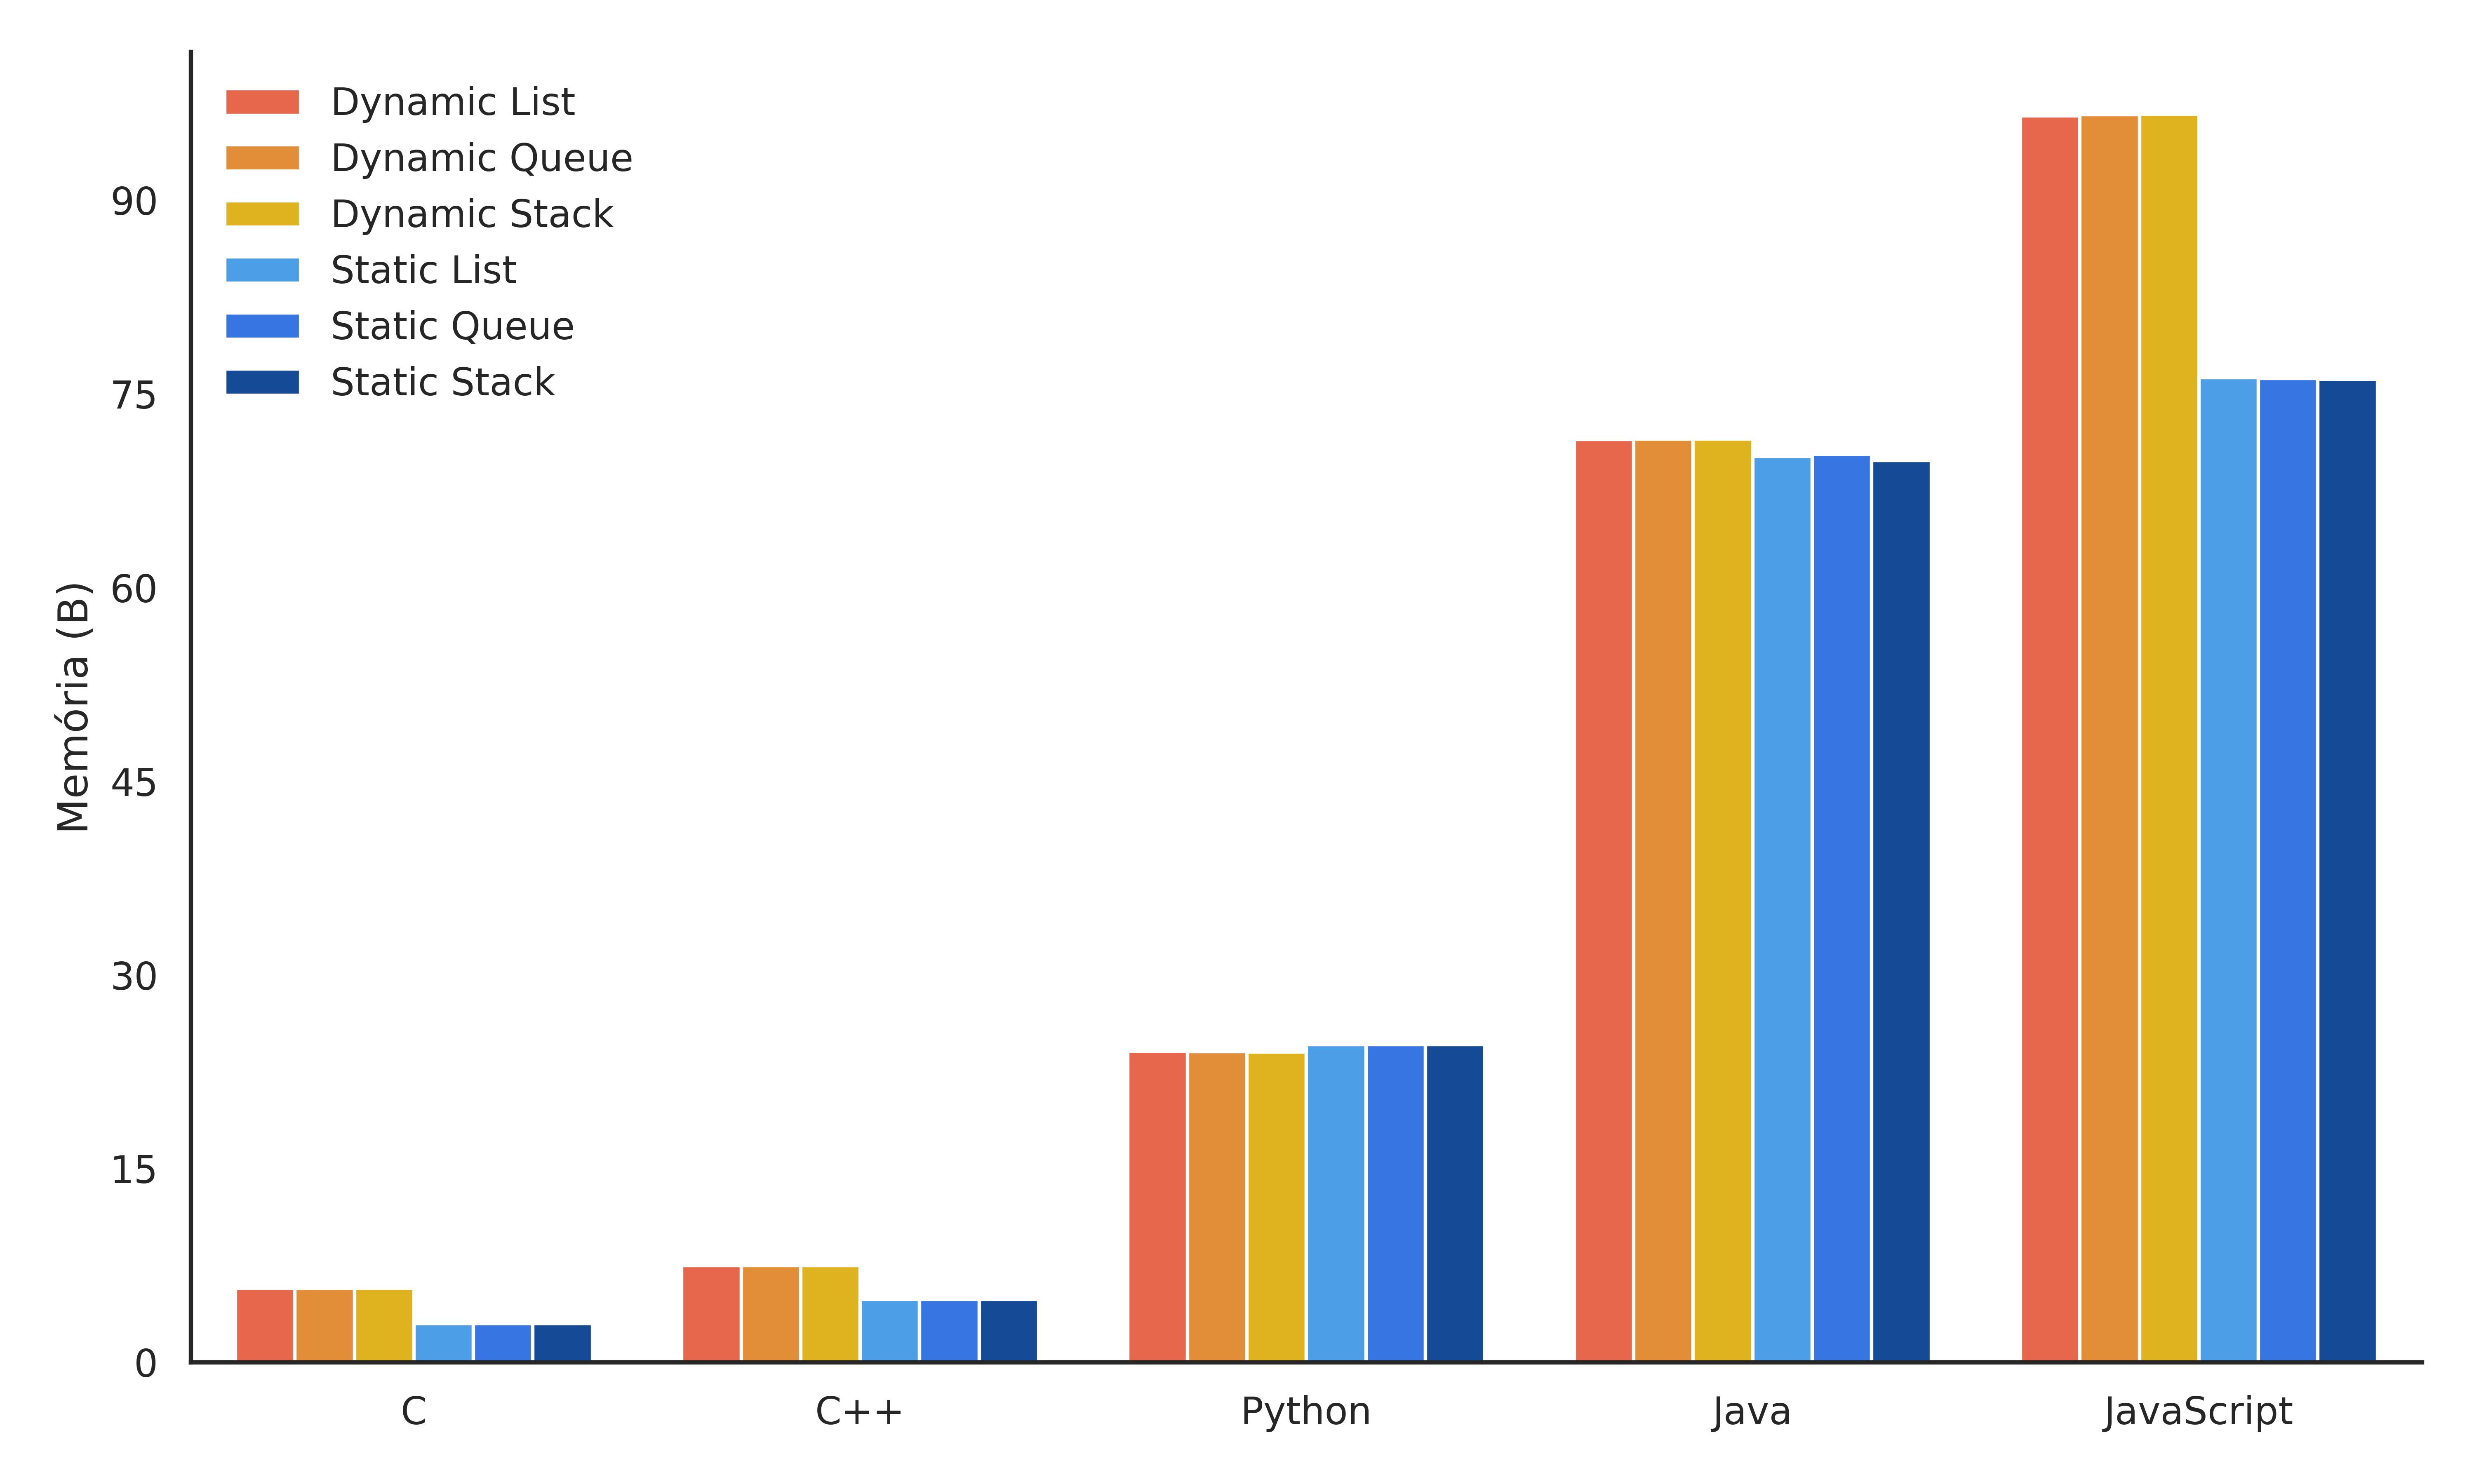 Dynamic List
Dynamic Queue
Dynamic Stack
Static List
Static Queue
Static Stack
Memória (B)
90
75
60
45
30
15
0
C C++ Python Java JavaScript